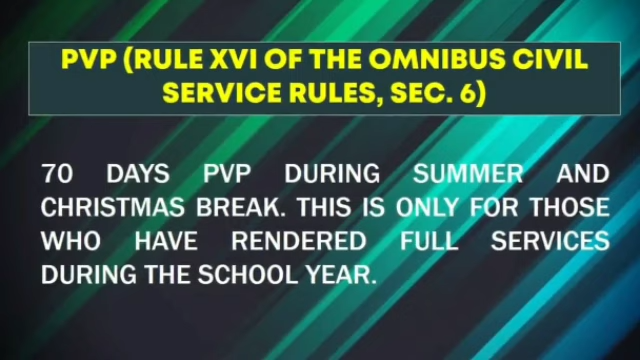 PVP (RULE XVI OF THE OMNIBUS CIVIL
SERVICE RULES, SEC. 6)
70 DAYS PVP DURING SUMMER AND
CHRISTMAS BREAK. THIS IS ONLY FOR THOSE
WHO HAVE RENDERED FULL SERVICES
DURING THE SCHOOL YEAR.